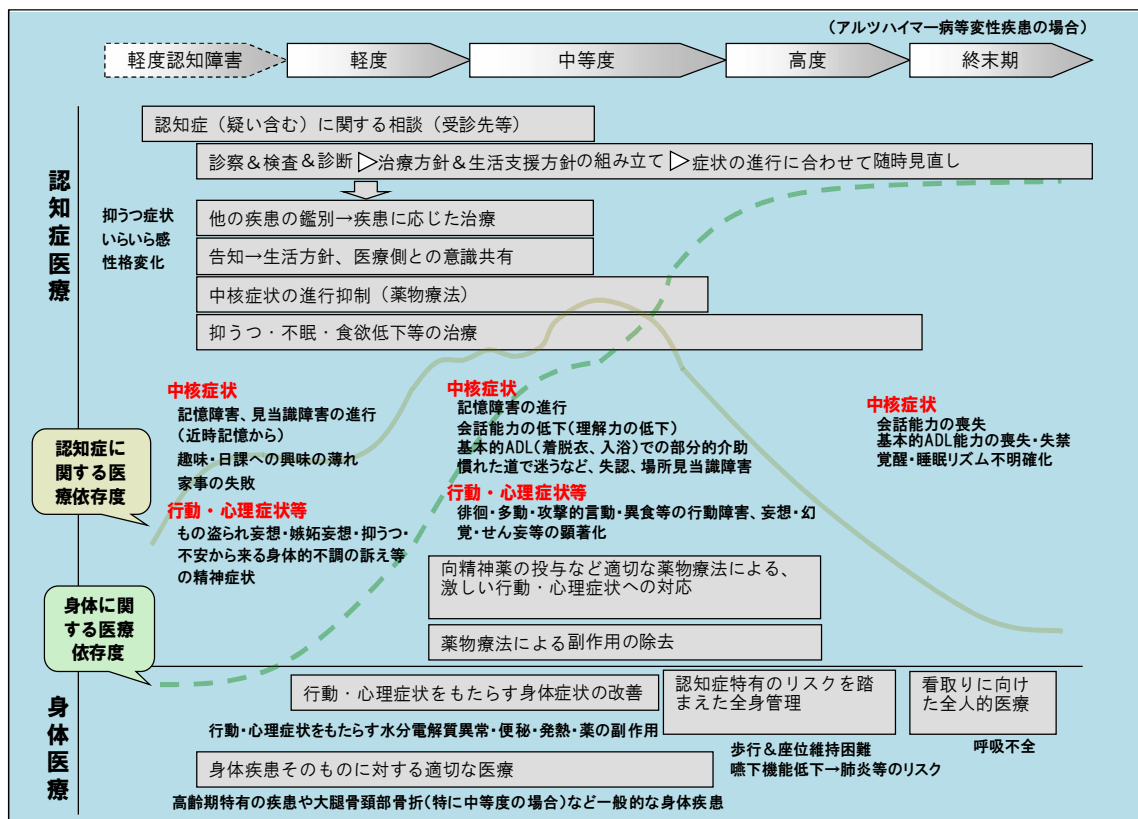 (アルツハイマー病等変性疾患の場合)
軽度認知障害
軽度
中等度
高度
終末期
認知症医療
認知症（疑い含む）に関する相談（受診先等）
診察＆検査＆診断▷治療方針＆生活支援方針の組み立て▷症状の進行に合わせて随時見直し
抑うつ症状
いらいら感
性格変化
他の疾患の鑑別→疾患に応じた治療
告知→生活方針、医療側との意識共有
中核症状の進行抑制（薬物療法）
抑うつ・不眠・食欲低下等の治療
認知症に
関する医
療依存度
中核症状
記憶障害、見当識障害の進行
(近時記憶から)
趣味・日課への興味の薄れ
家事の失敗
行動・心理症状等
もの盗られ妄想・嫉妬妄想・抑うつ・
不安から来る身体的不調の訴え等
の精神症状
中核症状
記憶障害の進行
会話能力の低下(理解力の低下)
基本的ADL(着脱衣、入浴)での部分的介助
慣れた道で迷うなど、失認、場所見当識障害
行動・心理症状等
徘徊・多動・攻撃的言動・異食等の行動障害、妄想・幻
覚・せん妄等の顕著化
中核症状
会話能力の喪失
基本的ADL能力の喪失・失禁
覚醒・睡眠リズム不明確化
向精神薬の投与など適切な薬物療法による、
激しい行動・心理症状への対応
薬物療法による副作用の除去
身体に関
する医療
依存度
身体医療
行動・心理症状をもたらす身体症状の改善
行動・心理症状をもたらす水分電解質異常・便秘・発熱・薬の副作用
認知症特有のリスクを踏
まえた全身管理
歩行＆座位維持困難
嚥下機能低下→肺炎等のリスク
看取りに向け
た全人的医療
呼吸不全
身体疾患そのものに対する適切な医療
高齢期特有の疾患や大腿骨頚部骨折(特に中等度の場合)など一般的な身体疾患